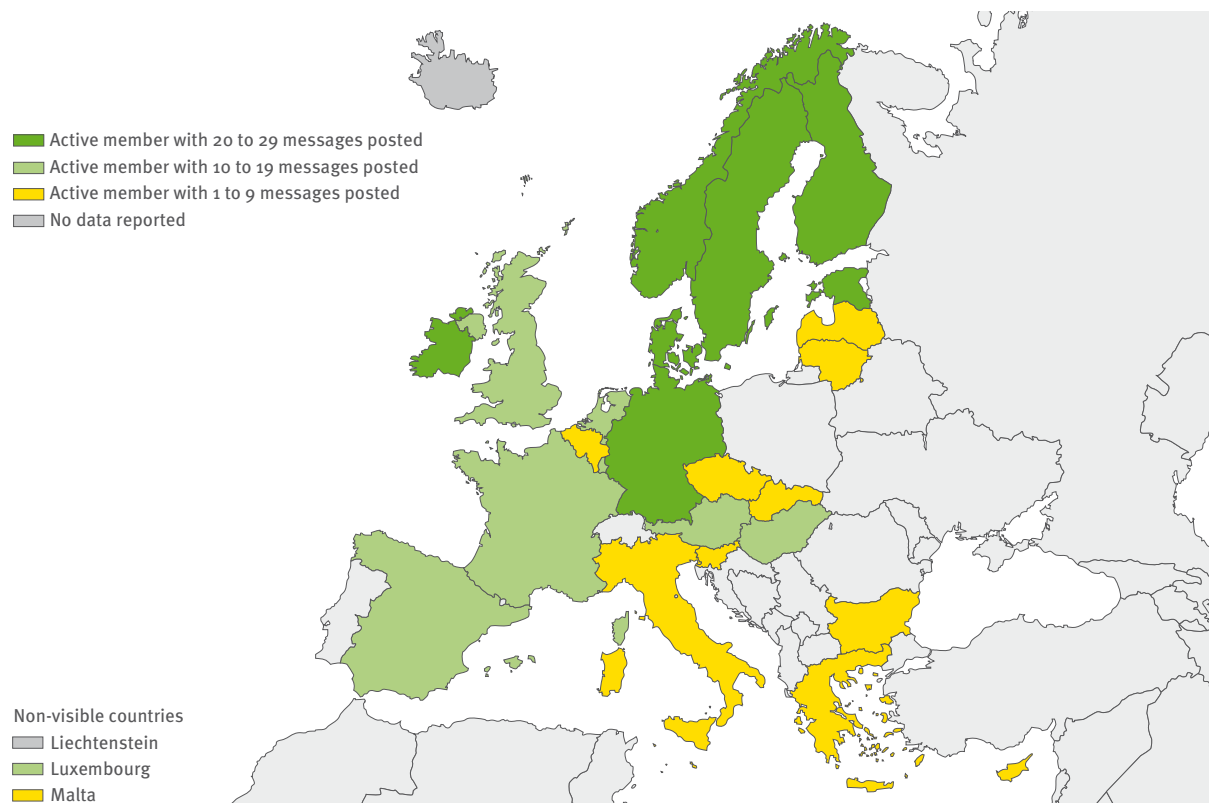 Active member with 20 to 29 messages posted
Active member with 10 to 19 messages posted
Active member with 1 to 9 messages posted
No data reported
Non-visible countries
Liechtenstein
Luxembourg
Malta